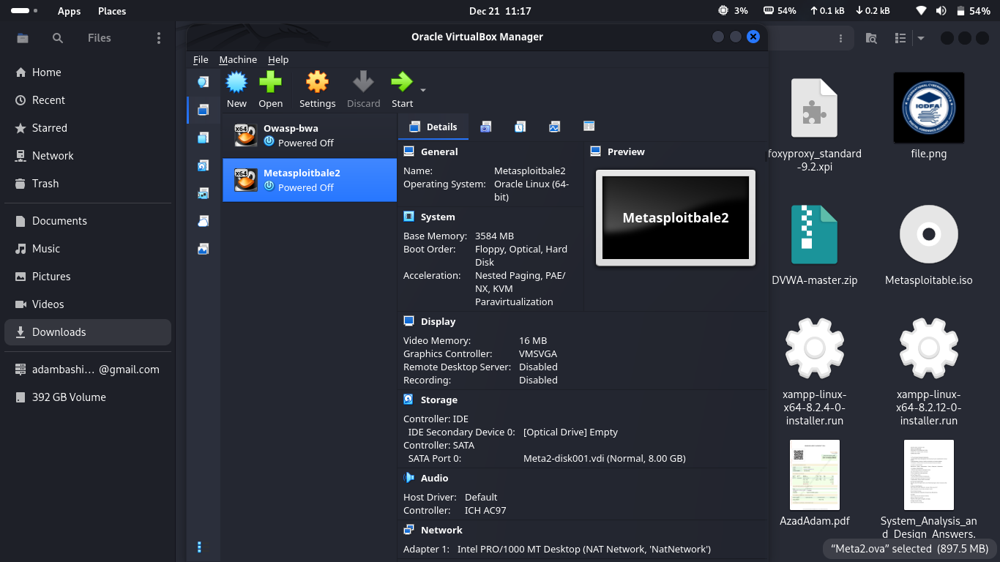 Apps Places Dec 21 11:17 3% 54% 0.1 kB 0.2 kB 54%
Files
Home
Recent
Starred
Network
Trash
Documents
Music
Pictures
Videos
Downloads
adambashi... @gmail.com
392 GB Volume
Oracle VirtualBox Manager
File Machine Help
New Open Settings Discard Start
x64
Owasp-bwa
Powered Off
x64
Metasploitbale2
Powered Off
Details
General
Name: Metasploitbale2
Operating System: Oracle Linux (64-
bit)
System
Base Memory: 3584 MB
Boot Order: Floppy, Optical, Hard
Disk
Acceleration: Nested Paging, PAE/
NX, KVM
Paravirtualization
Preview
Metasploitbale2
Display
Video Memory: 16 MB
Graphics Controller: VMSVGA
Remote Desktop Server: Disabled
Recording: Disabled
Storage
Controller: IDE
IDE Secondary Device 0: [Optical Drive] Empty
Controller: SATA
SATA Port 0: Meta2-disk001.vdi (Normal, 8.00 GB)
Audio
Host Driver: Default
Controller: ICH AC97
Network
Adapter 1: Intel PRO/1000 MT Desktop (NAT Network, 'NatNetwork')
foxyproxy_standard
-9.2.xpi
ICDFA
file.png
DVWA-master.zip
Metasploitable.iso
xampp-linux-
x64-8.2.4-0-
installer.run
xampp-linux-
x64-8.2.12-0-
installer.run
AzadAdam.pdf
System_Analysis_an
d_Design_Answers.
"Meta2.ova" selected (897.5 MB)